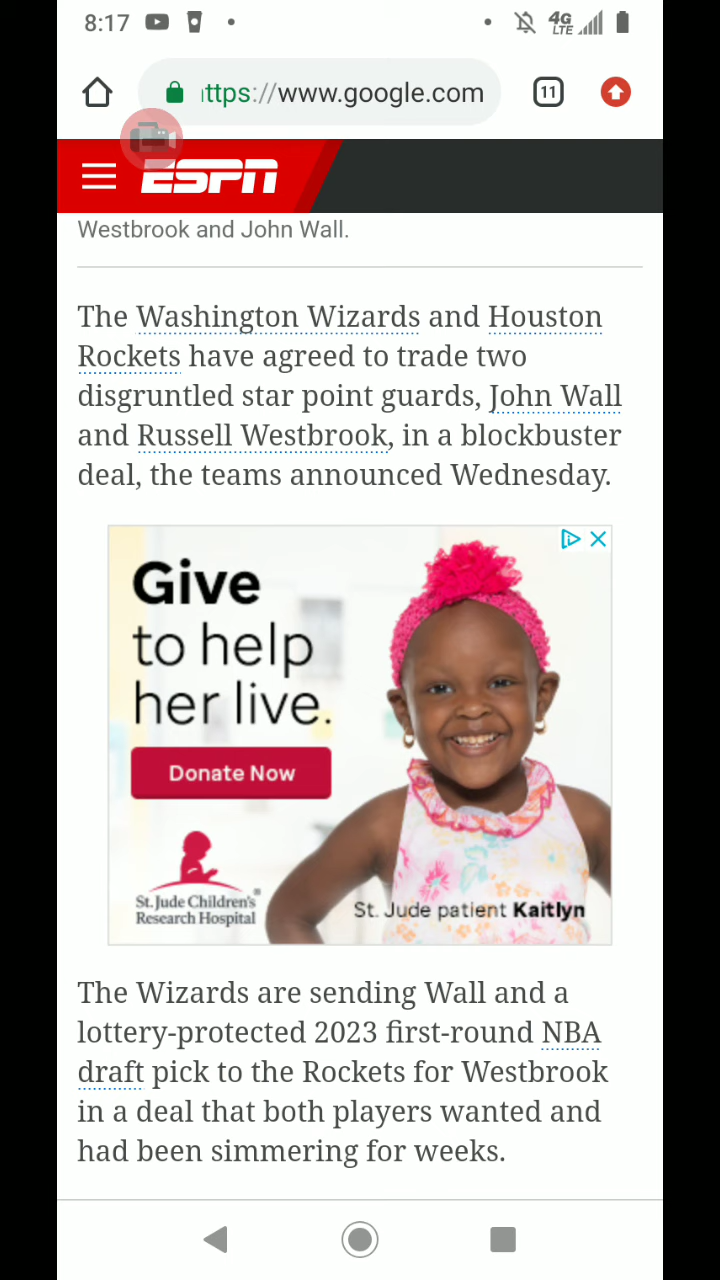 8:17
4G
LTE
ttps://www.google.com
11
ESPN
Westbrook and John Wall.
The Washington Wizards and Houston
Rockets have agreed to trade two
disgruntled star point guards, John Wall
and Russell Westbrook, in a blockbuster
deal, the teams announced Wednesday.
Give
to help
her live.
Donate Now
St. Jude Children's®
Research Hospital
St. Jude patient Kaitlyn
The Wizards are sending Wall and a
lottery-protected 2023 first-round NBA
draft pick to the Rockets for Westbrook
in a deal that both players wanted and
had been simmering for weeks.